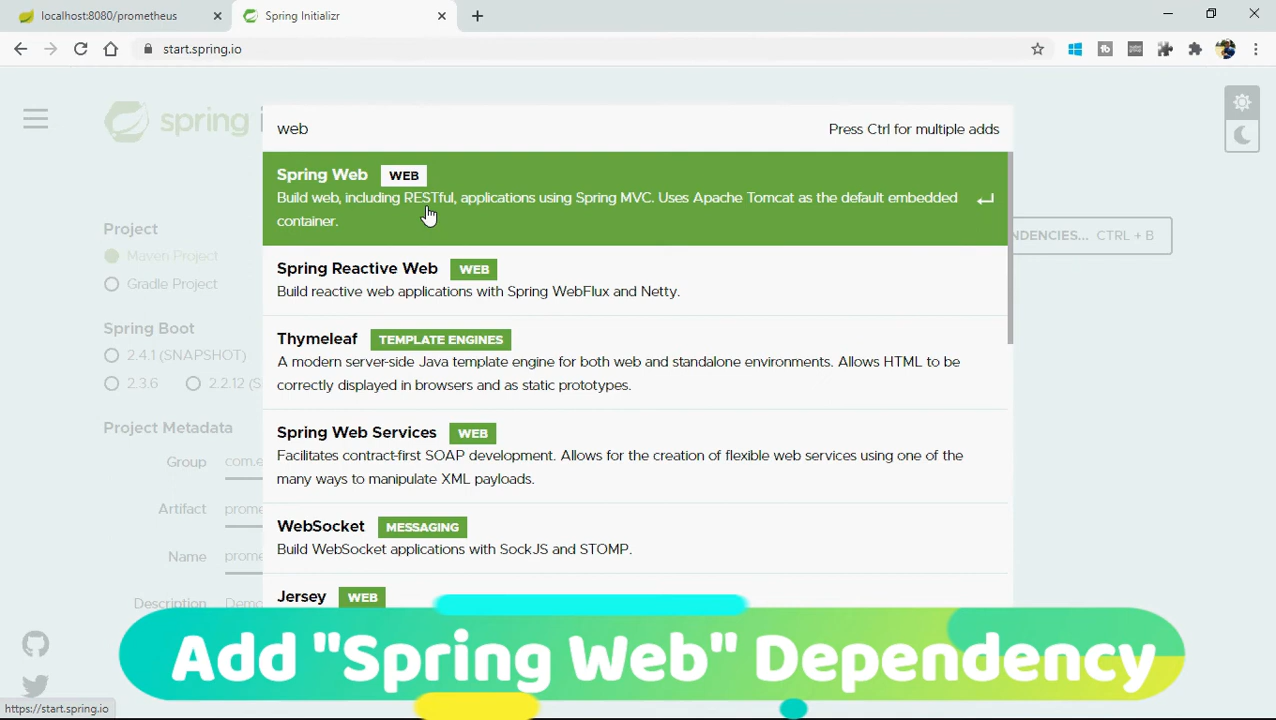 localhost:8080/prometheus
Spring Initializr
start.spring.io
spring i
web
Press Ctrl for multiple adds
Spring Web WEB
Build web, including RESTful, applications using Spring MVC. Uses Apache Tomcat as the default embedded
container.
Project
NDENCIES... CTRL + B
Maven Project
Gradle Project
Spring Reactive Web WEB
Build reactive web applications with Spring WebFlux and Netty.
Spring Boot
2.4.1 (SNAPSHOT)
2.3.6 2.2.12 (S
Thymeleaf TEMPLATE ENGINES
A modern server-side Java template engine for both web and standalone environments. Allows HTML to be
correctly displayed in browsers and as static prototypes.
Project Metadata
Group com.e
Artifact prome
Name prome
Description Demo
Spring Web Services WEB
Facilitates contract-first SOAP development. Allows for the creation of flexible web services using one of the
many ways to manipulate XML payloads.
WebSocket MESSAGING
Build WebSocket applications with SockJS and STOMP.
Jersey WEB
Add "Spring Web" Dependency
https://start.spring.io